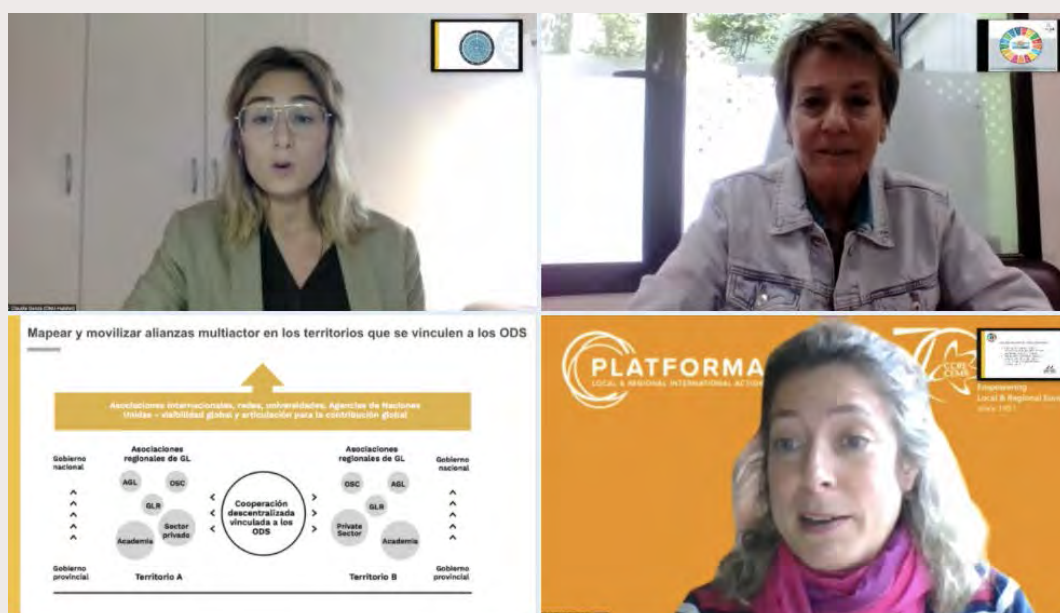 Mapear y movilizar alianzas multiactor en los territorios que se vinculen a los ODS
Asociaciones internacionales, redes, universidades, Agencias de Naciones
Unidas - visibilidad global y articulación para la contribución global
Gobierno
nacional
Asociaciones
regionales de GL
AGL
OSC
GLR
Academia
Sector
privado
Cooperación
descentralizada
vinculada a los
ODS
Asociaciones
regionales de GL
OSC
AGL
GLR
Private
Sector
Academia
Gobierno
nacional
Gobierno
provincial
Territorio A
Territorio B
Gobierno
provincial
PLATFORMA
LOCAL & REGIONAL INTERNATIONAL ACTION
CCRE
CEMR
Empowering
Local & Regional
since 1951